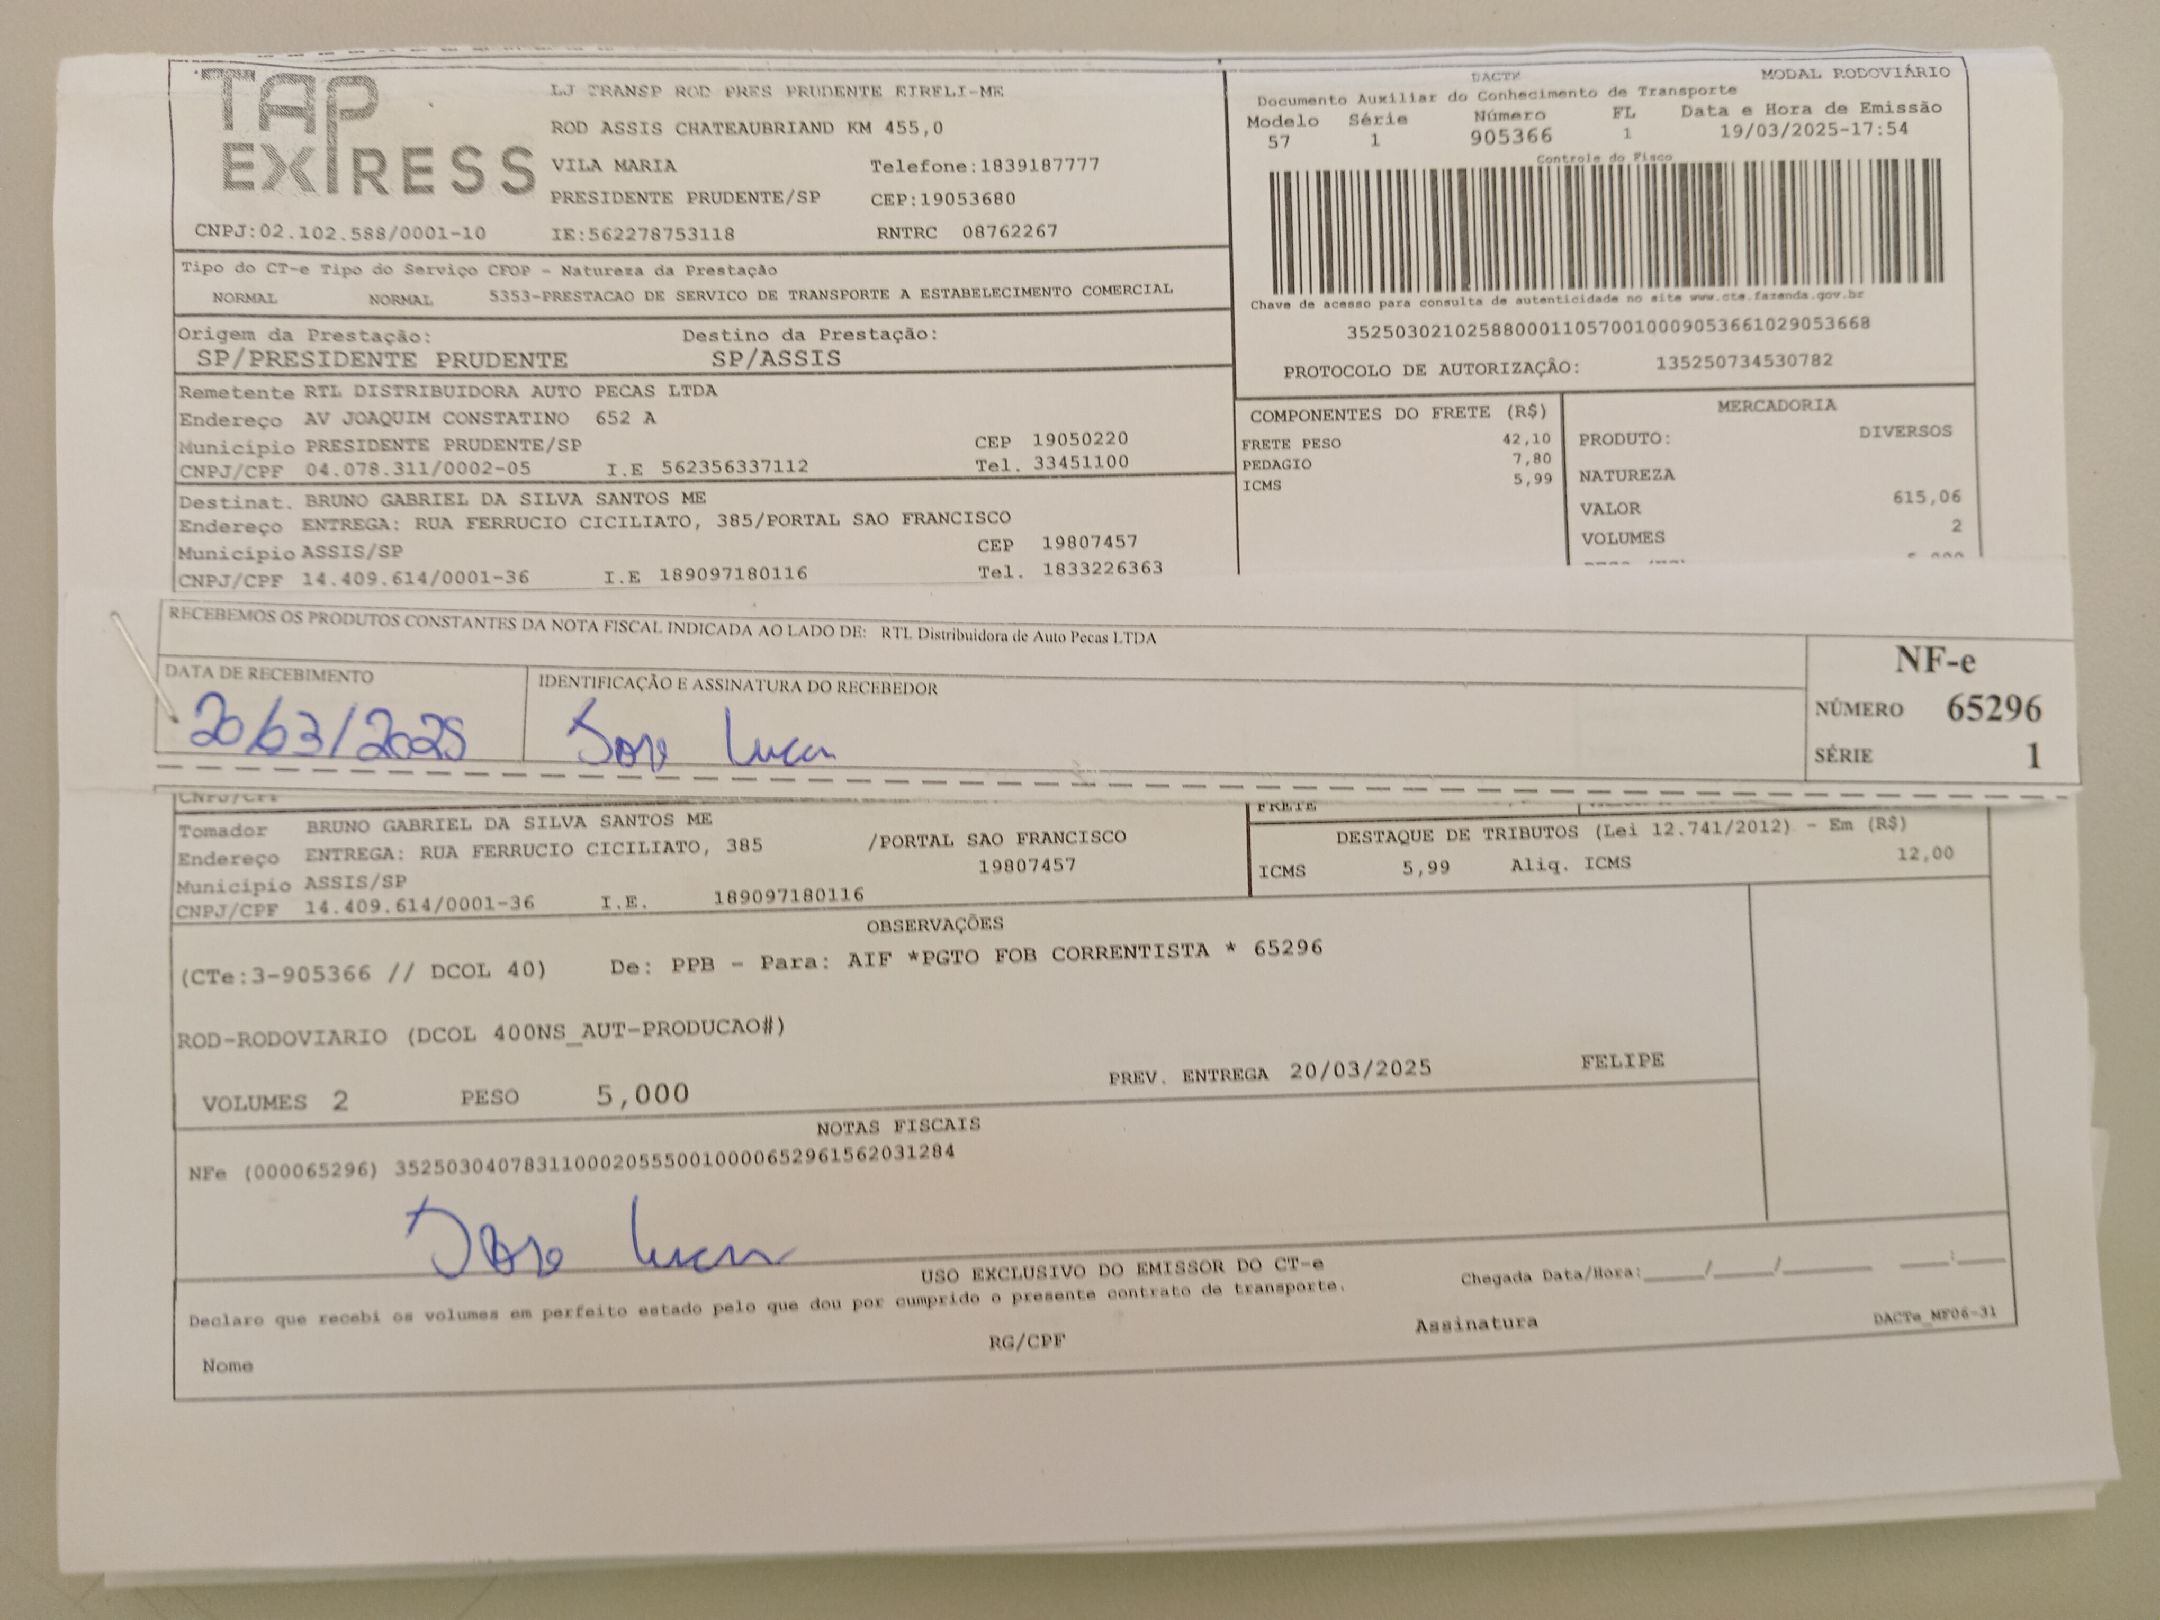 TAP EXPRESS
LJ TRANSP ROD PRES PRUDENTE EIRELI-ME
ROD ASSIS CHATEAUBRIAND KM 455,0
VILA MARIA Telefone:1839187777
PRESIDENTE PRUDENTE/SP CEP:19053680
CNPJ:02.102.588/0001-10 IE:562278753118 RNTRC 08762267
DACTE MODAL RODOVIÁRIO
Documento Auxiliar do Conhecimento de Transporte
Modelo Série Número FL Data e Hora de Emissão
57 1 905366 1 19/03/2025-17:54
Controle do Fisco
Chave de acesso para consulta de autenticidade no site www.cte.fazenda.gov.br
35250302102588000110570010009053661029053668
PROTOCOLO DE AUTORIZAÇÃO: 135250734530782
Tipo do CT-e Tipo do Serviço CFOP - Natureza da Prestação
NORMAL NORMAL 5353-PRESTACAO DE SERVICO DE TRANSPORTE A ESTABELECIMENTO COMERCIAL
Origem da Prestação: Destino da Prestação:
SP/PRESIDENTE PRUDENTE SP/ASSIS
Remetente RTL DISTRIBUIDORA AUTO PECAS LTDA
Endereço AV JOAQUIM CONSTATINO 652 A
Município PRESIDENTE PRUDENTE/SP CEP 19050220
CNPJ/CPF 04.078.311/0002-05 I.E 562356337112 Tel. 33451100
Destinat. BRUNO GABRIEL DA SILVA SANTOS ME
Endereço ENTREGA: RUA FERRUCIO CICILIATO, 385/PORTAL SAO FRANCISCO
Município ASSIS/SP CEP 19807457
CNPJ/CPF 14.409.614/0001-36 I.E 189097180116 Tel. 1833226363
COMPONENTES DO FRETE (R$)
FRETE PESO 42,10
PEDAGIO 7,80
ICMS 5,99
MERCADORIA
PRODUTO: DIVERSOS
NATUREZA
VALOR 615,06
VOLUMES 2
RECEBEMOS OS PRODUTOS CONSTANTES DA NOTA FISCAL INDICADA AO LADO DE: RTL Distribuidora de Auto Pecas LTDA
DATA DE RECEBIMENTO IDENTIFICAÇÃO E ASSINATURA DO RECEBEDOR
20/03/2025
NF-e
NÚMERO 65296
SÉRIE 1
CNPJ/CPF
FRETE
Tomador BRUNO GABRIEL DA SILVA SANTOS ME
Endereço ENTREGA: RUA FERRUCIO CICILIATO, 385 /PORTAL SAO FRANCISCO
Município ASSIS/SP 19807457
CNPJ/CPF 14.409.614/0001-36 I.E. 189097180116
DESTAQUE DE TRIBUTOS (Lei 12.741/2012) - Em (R$)
ICMS 5,99 Aliq. ICMS 12,00
OBSERVAÇÕES
(CTe:3-905366 // DCOL 40) De: PPB - Para: AIF *PGTO FOB CORRENTISTA * 65296
ROD-RODOVIARIO (DCOL 400NS_AUT-PRODUCAO#)
VOLUMES 2 PESO 5,000 PREV. ENTREGA 20/03/2025 FELIPE
NOTAS FISCAIS
NFe (000065296) 35250304078311000205550010000652961562031284
USO EXCLUSIVO DO EMISSOR DO CT-e
Chegada Data/Hora:____/____/______ ___:___
Declaro que recebi os volumes em perfeito estado pelo que dou por cumprido o presente contrato de transporte.
Nome RG/CPF Assinatura DACTe_MF06-31